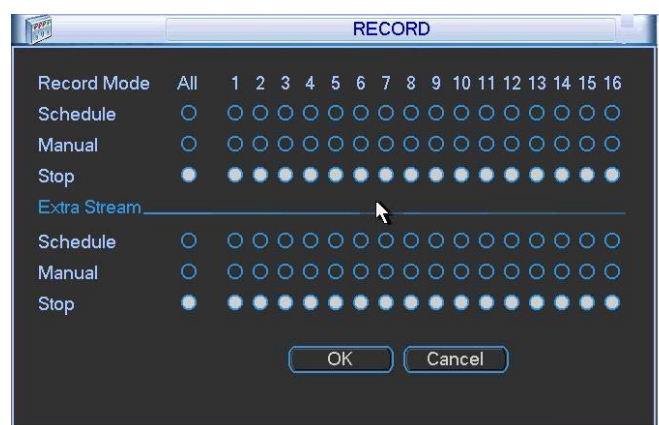 RECORD
Record Mode All 1 2 3 4 5 6 7 8 9 10 11 12 13 14 15 16
Schedule
Manual
Stop
Extra Stream
Schedule
Manual
Stop
OK Cancel